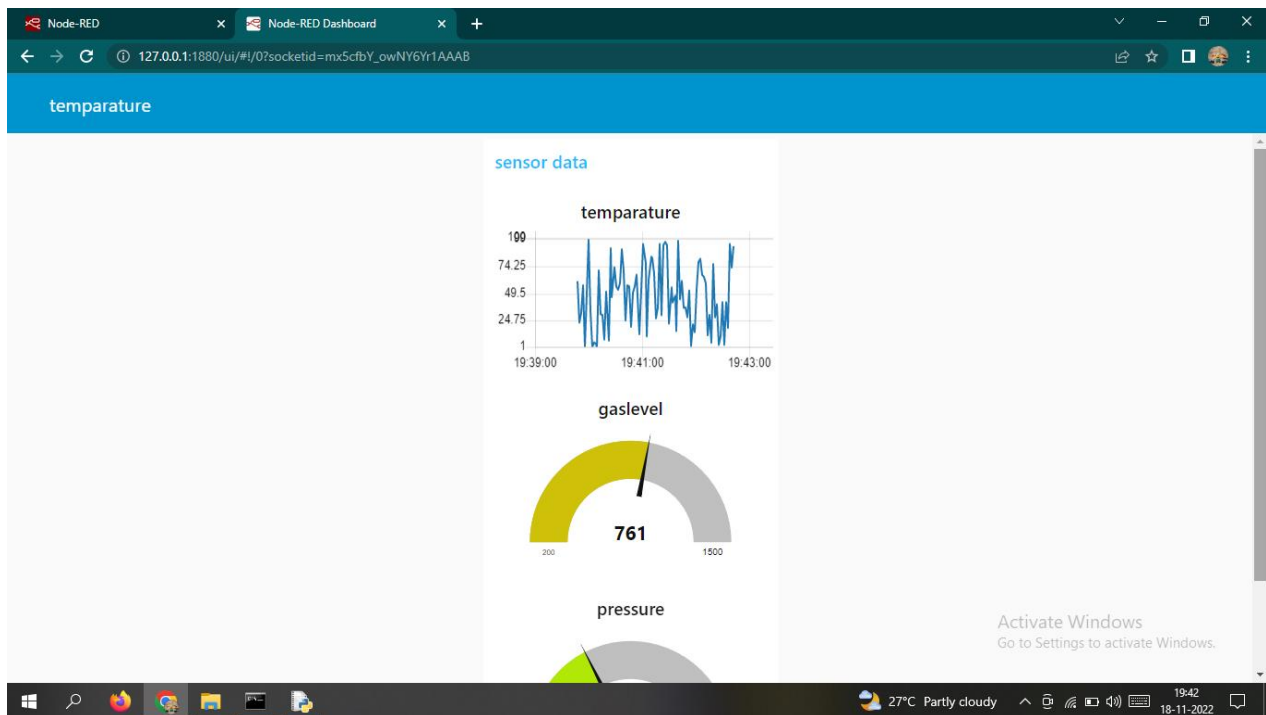 Node-RED
Node-RED Dashboard
127.0.0.1:1880/ui/#!/0?socketid=mx5cfbY_owNY6Yr1AAAB
temparature
sensor data
temparature
74.25
49.5
24.75
1
19:39:00 19:41:00 19:43:00
gaslevel
761
200 1500
pressure
Activate Windows
Go to Settings to activate Windows.
27°C Partly cloudy
19:42
18-11-2022